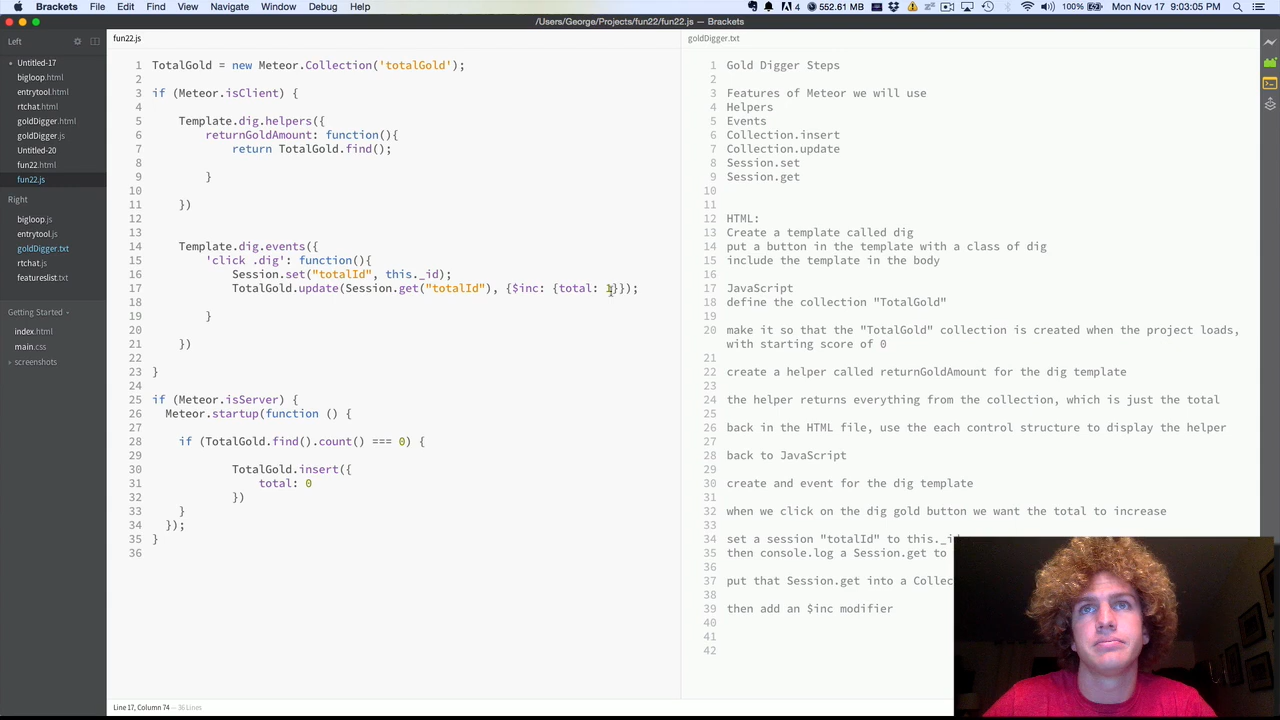 Brackets File Edit Find View Navigate Window Debug Help 4 552.61 MB 100% Mon Nov 17 9:03:05 PM
/Users/George/Projects/fun22/fun22.js — Brackets
Left
Untitled-17
bigloop.html
entrytool.html
rtchat.html
goldDigger.html
goldDigger.js
Untitled-20
fun22.html
fun22.js
Right
bigloop.js
entrytool.js
goldDigger.txt
rtchat.js
featureslist.txt
Getting Started
index.html
main.css
screenshots
fun22.js
1 TotalGold = new Meteor.Collection('totalGold');
2
3 if (Meteor.isClient) {
4
5 Template.dig.helpers({
6 returnGoldAmount: function(){
7 return TotalGold.find();
8
9 }
10
11 })
12
13
14 Template.dig.events({
15 'click .dig': function(){
16 Session.set("totalId", this._id);
17 TotalGold.update(Session.get("totalId"), {$inc: {total: 1}});
18
19 }
20
21 })
22
23 }
24
25 if (Meteor.isServer) {
26 Meteor.startup(function () {
27
28 if (TotalGold.find().count() === 0) {
29
30 TotalGold.insert({
31 total: 0
32 })
33 }
34 });
35 }
36
Line 17, Column 74 — 36 Lines
goldDigger.txt
1 Gold Digger Steps
2
3 Features of Meteor we will use
4 Helpers
5 Events
6 Collection.insert
7 Collection.update
8 Session.set
9 Session.get
10
11
12 HTML:
13 Create a template called dig
14 put a button in the template with a class of dig
15 include the template in the body
16
17 JavaScript
18 define the collection "TotalGold"
19
20 make it so that the "TotalGold" collection is created when the project loads,
with starting score of 0
21
22 create a helper called returnGoldAmount for the dig template
23
24 the helper returns everything from the collection, which is just the total
25
26 back in the HTML file, use the each control structure to display the helper
27
28 back to JavaScript
29
30 create and event for the dig template
31
32 when we click on the dig gold button we want the total to increase
33
34 set a session "totalId" to this._i
35 then console.log a Session.get to
36
37 put that Session.get into a Collec
38
39 then add an $inc modifier
40
41
42